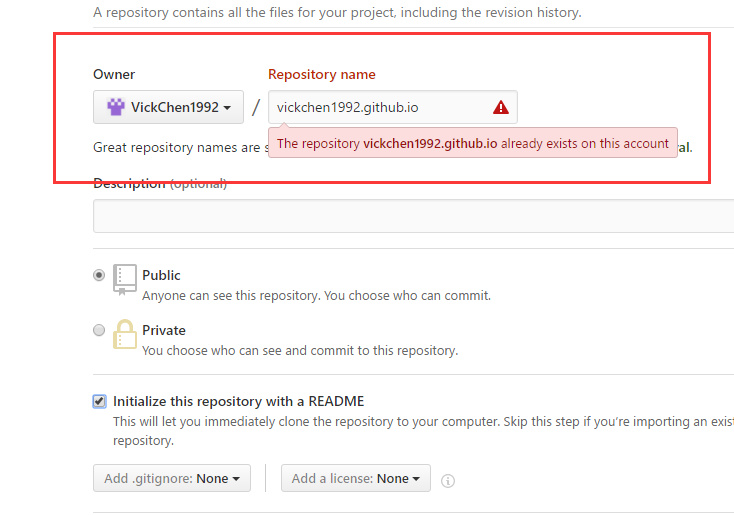 A repository contains all the files for your project, including the revision history.
Owner
Repository name
VickChen1992
/
vickchen1992.github.io
The repository vickchen1992.github.io already exists on this account
Great repository names are s
al.
Description (optional)
Public
Anyone can see this repository. You choose who can commit.
Private
You choose who can see and commit to this repository.
Initialize this repository with a README
This will let you immediately clone the repository to your computer. Skip this step if you're importing an exis
repository.
Add .gitignore: None
Add a license: None